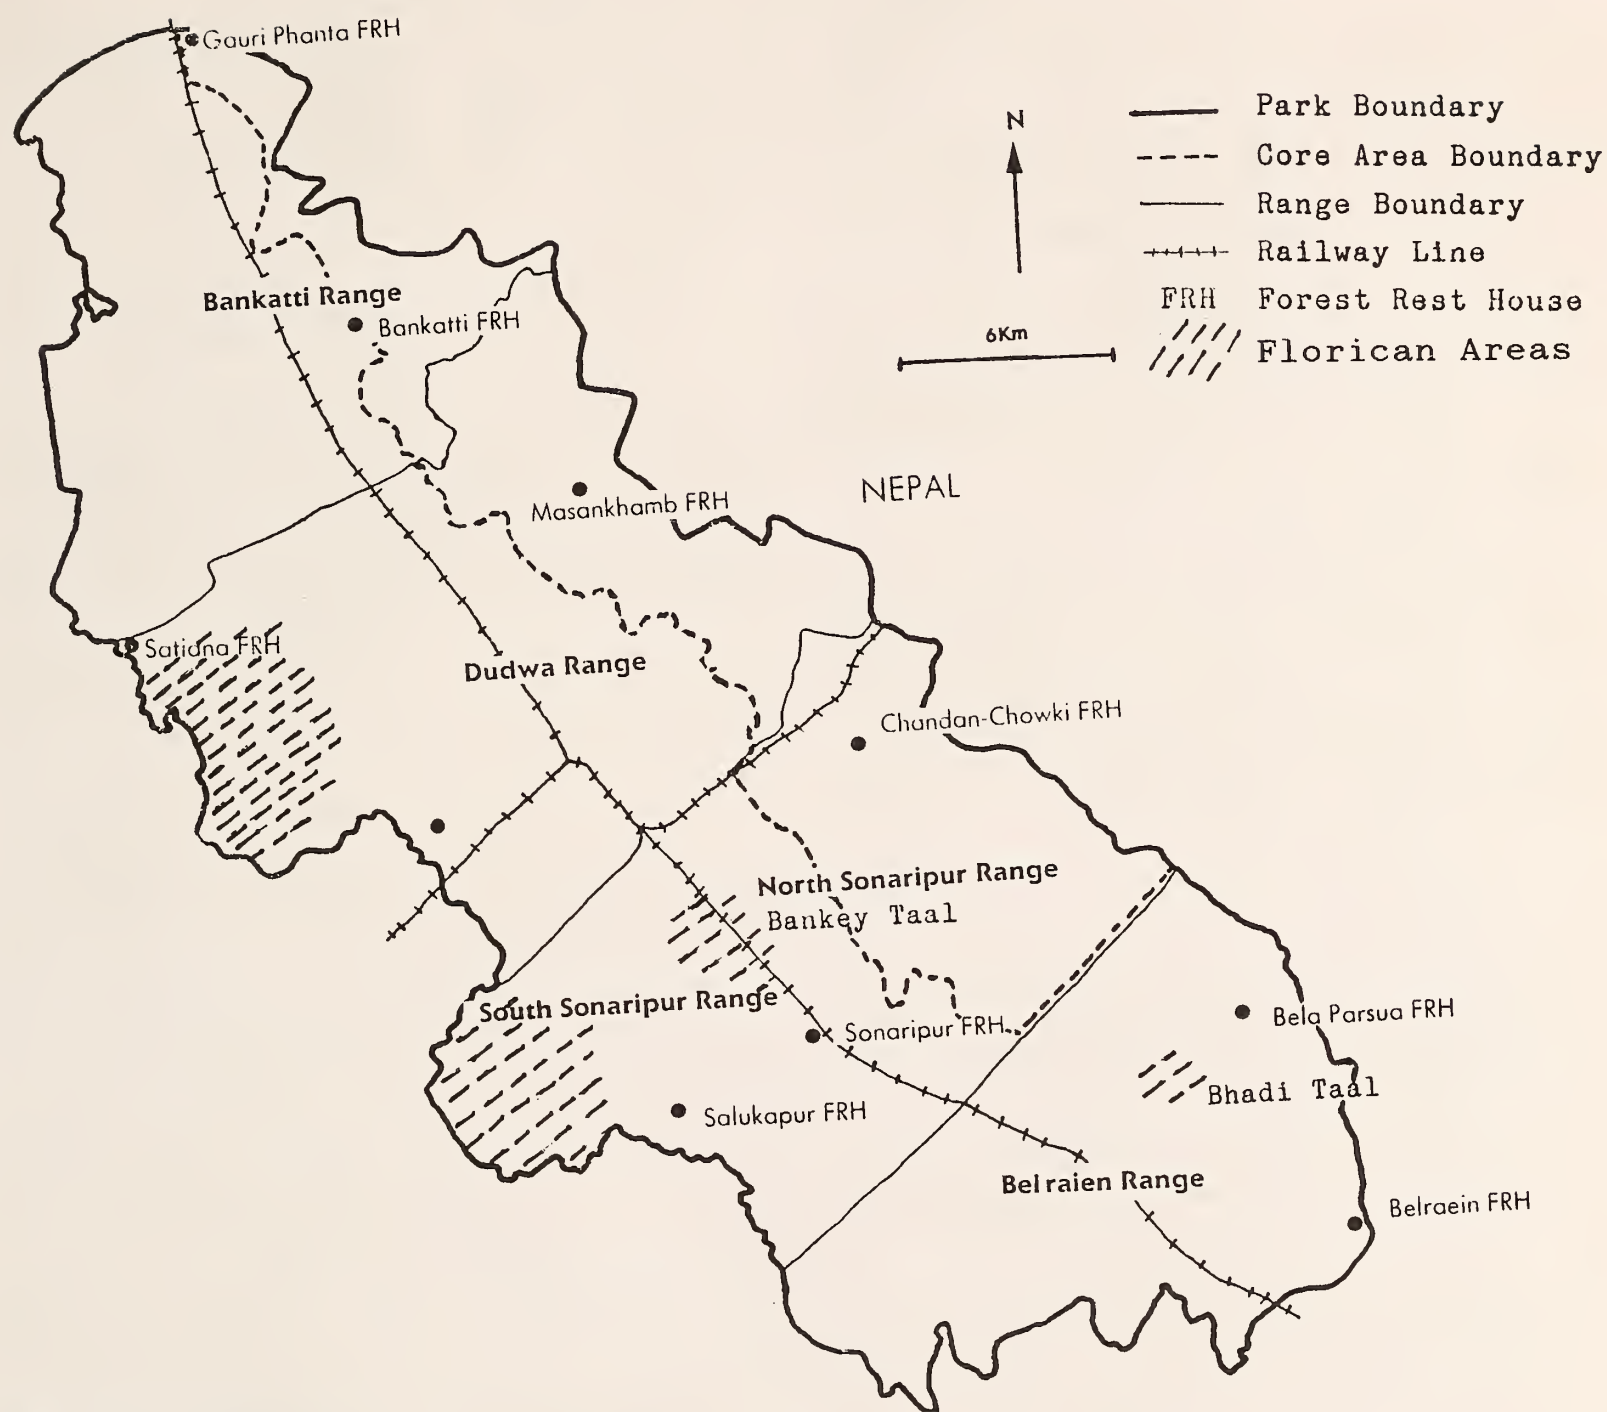 Gauri Phanta FRH
N
Park Boundary
Core Area Boundary
Range Boundary
Railway Line
FRH Forest Rest House
Florican Areas
6Km
Bankatti Range
Bankatti FRH
Masankhamb FRH
NEPAL
Satiana FRH
Dudwa Range
Chandan-Chowki FRH
North Sonaripur Range
Bankey Taal
South Sonaripur Range
Sonaripur FRH
Bela Parsua FRH
Bhadi Taal
Salukapur FRH
Belraien Range
Belraein FRH